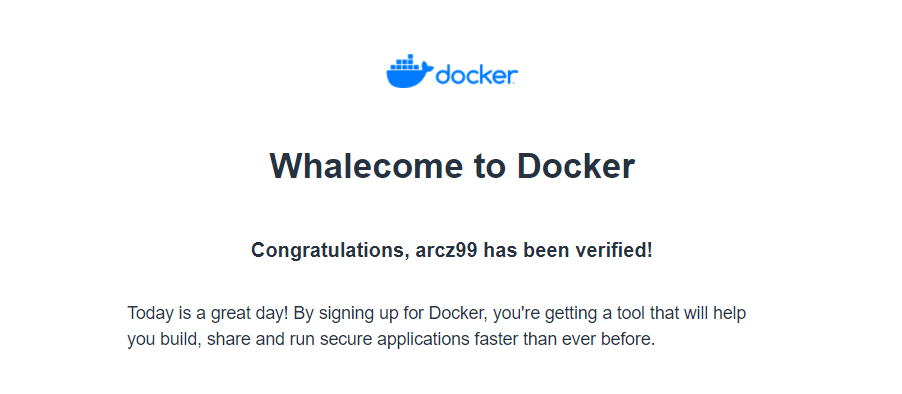 docker
Whalecome to Docker
Congratulations, arcz99 has been verified!
Today is a great day! By signing up for Docker, you're getting a tool that will help
you build, share and run secure applications faster than ever before.